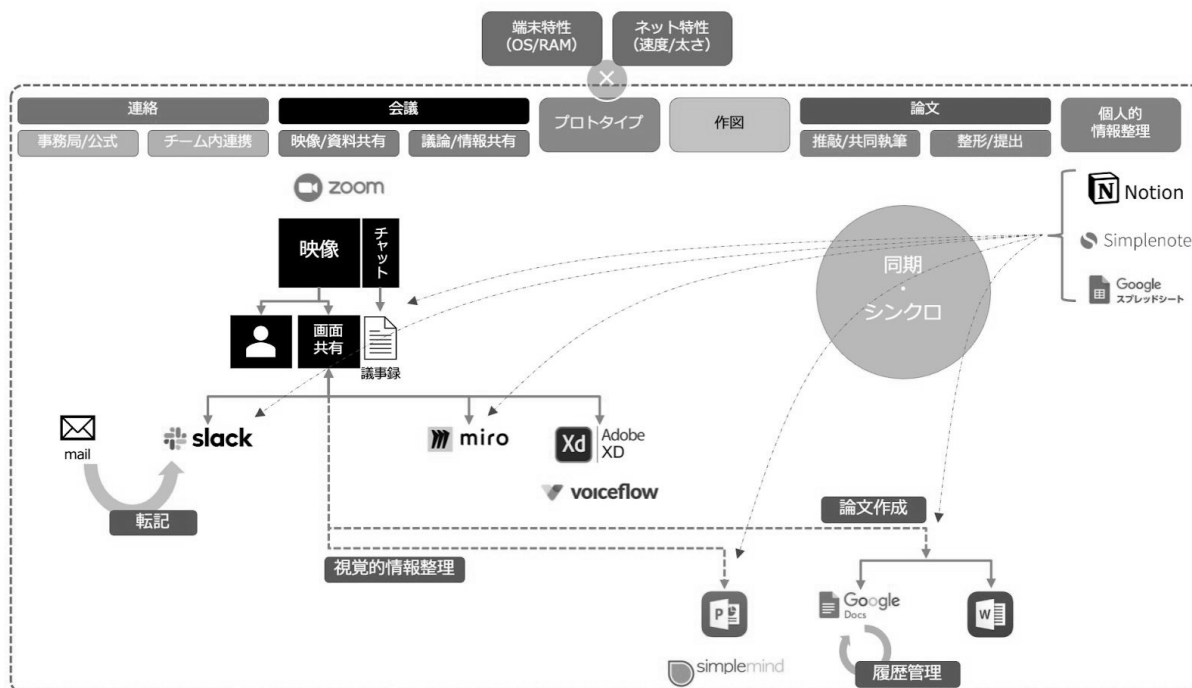 端末特性
(OS/RAM)
ネット特性
(速度/太さ)
×
連絡
会議
プロトタイプ
作図
論文
個人的
情報整理
事務局/公式
チーム内連携
映像/資料共有
議論/情報共有
推敲/共同執筆
整形/提出
zoom
映像
チャット
画面
共有
議事録
同期
・
シンクロ
N Notion
Simplenote
Google
スプレッドシート
mail
slack
miro
Xd Adobe
XD
voiceflow
転記
論文作成
視覚的情報整理
P
Google
Docs
W
simplemind
履歴管理